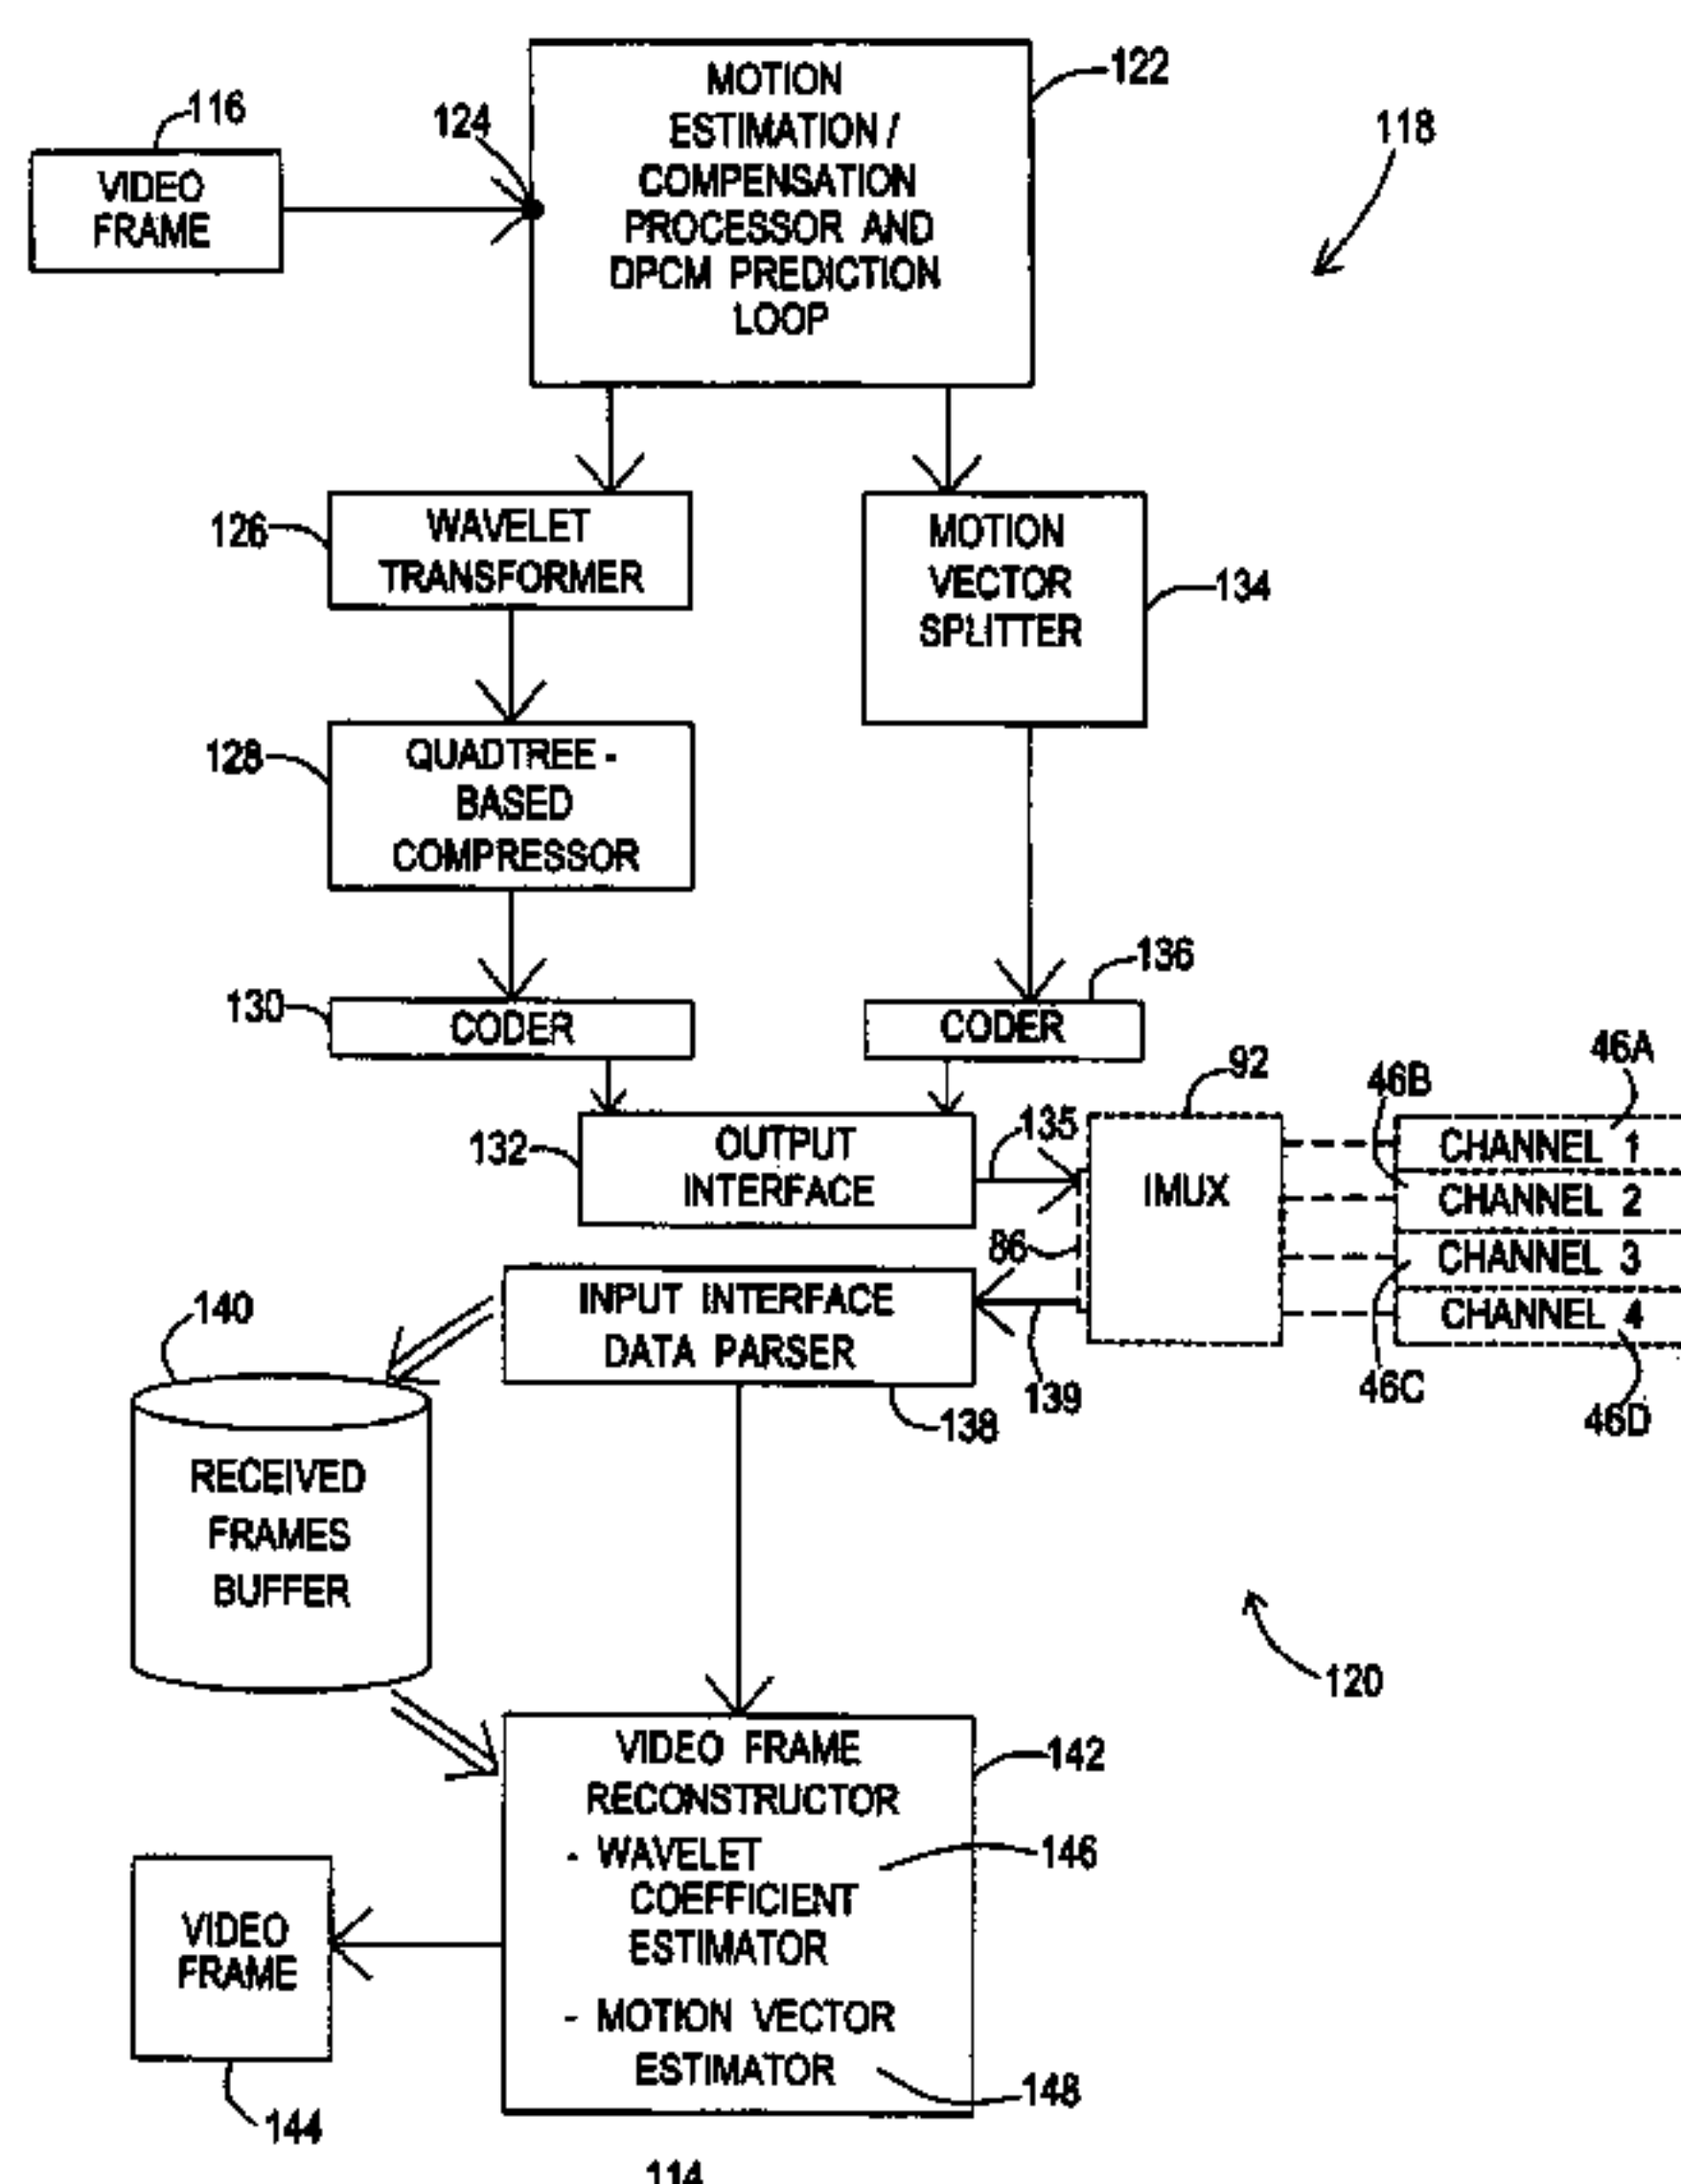 122
MOTION
ESTIMATION /
COMPENSATION
PROCESSOR AND
DPCM PREDICTION
LOOP
116
124
118
VIDEO
FRAME
126
WAVELET
TRANSFORMER
MOTION
VECTOR
SPLITTER
134
128
QUADTREE -
BASED
COMPRESSOR
136
130
CODER
CODER
92
46A
46B
132
OUTPUT
INTERFACE
135
IMUX
CHANNEL 1
CHANNEL 2
CHANNEL 3
CHANNEL 4
86
INPUT INTERFACE
DATA PARSER
139
138
46C
46D
140
RECEIVED
FRAMES
BUFFER
120
142
VIDEO FRAME
RECONSTRUCTOR
- WAVELET
COEFFICIENT
ESTIMATOR
146
- MOTION VECTOR
ESTIMATOR
148
VIDEO
FRAME
144
114